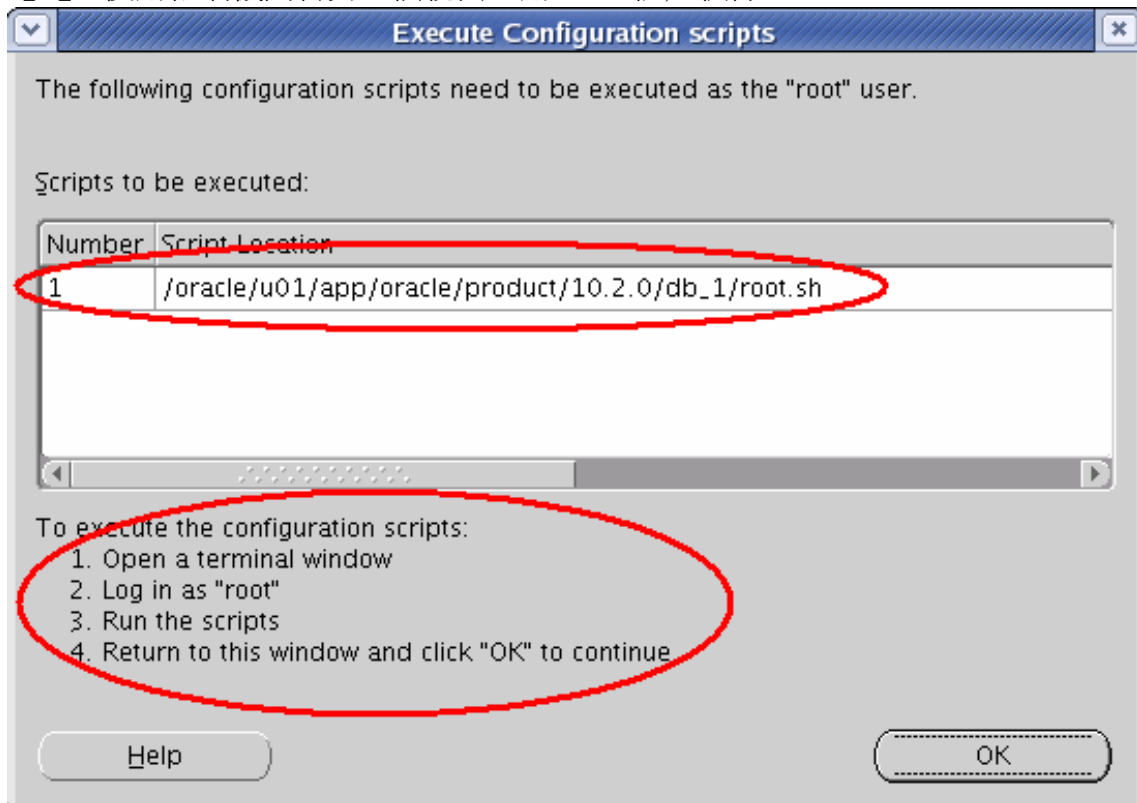 Execute Configuration scripts
The following configuration scripts need to be executed as the "root" user.
Scripts to be executed:
Number Script Location
1 /oracle/u01/app/oracle/product/10.2.0/db_1/root.sh
To execute the configuration scripts:
1. Open a terminal window
2. Log in as "root"
3. Run the scripts
4. Return to this window and click "OK" to continue
Help
OK